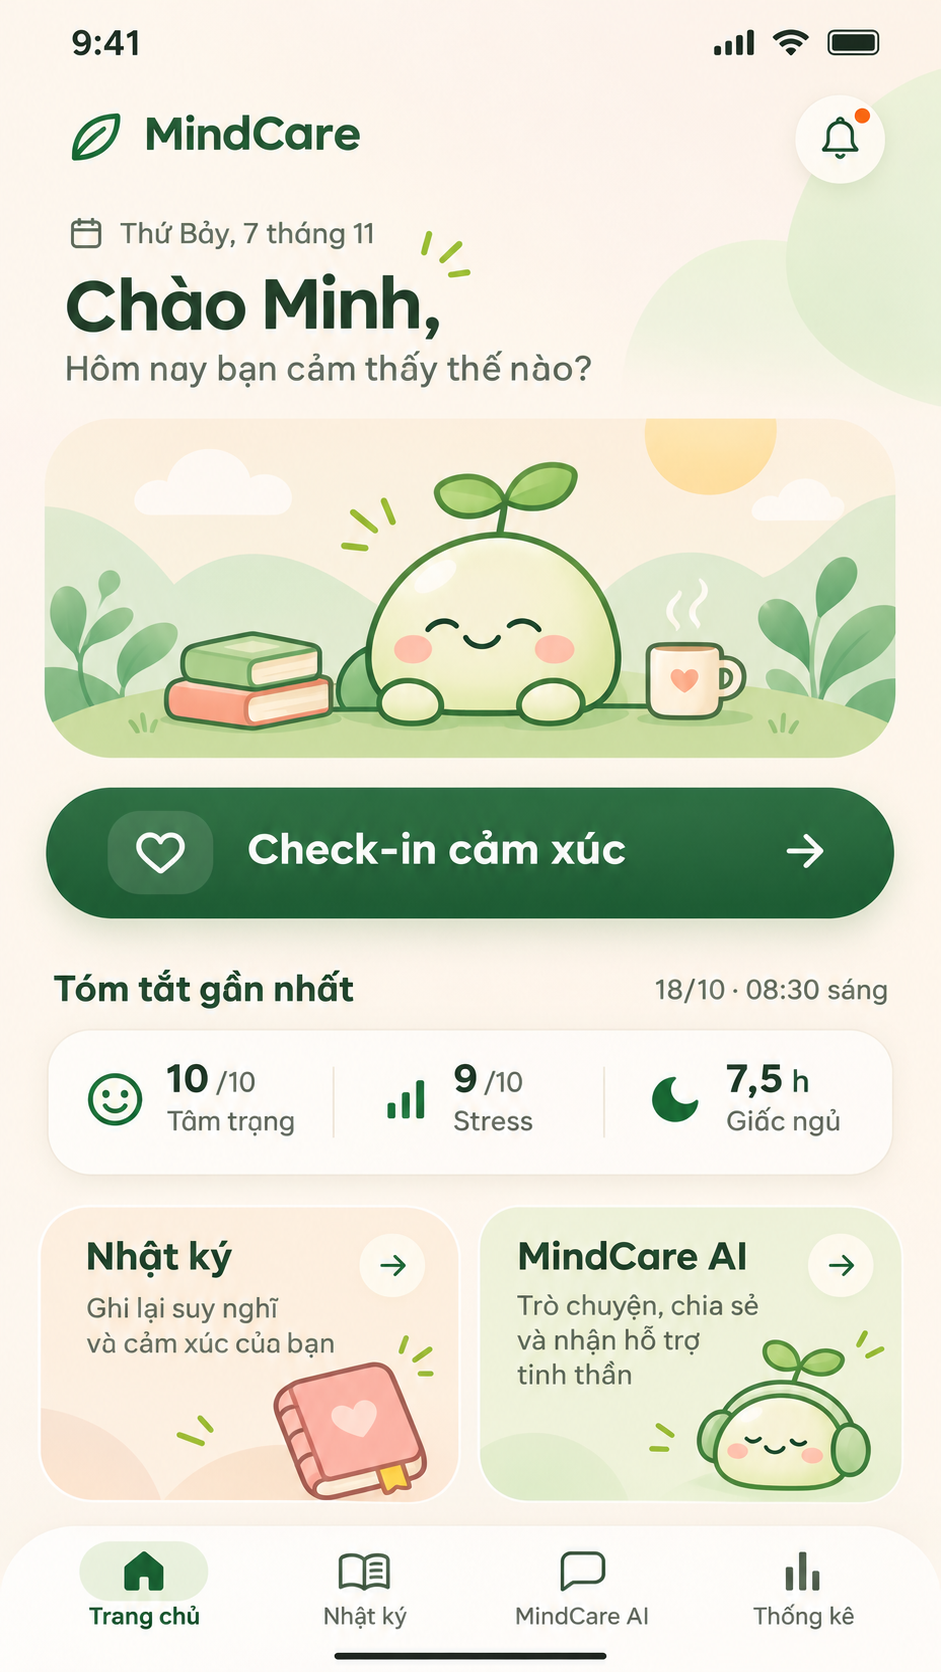 9:41
MindCare
Thứ Bảy, 7 tháng 11
Chào Minh,
Hôm nay bạn cảm thấy thế nào?
Check-in cảm xúc
Tóm tắt gần nhất
18/10 · 08:30 sáng
10 /10
Tâm trạng
9 /10
Stress
7,5 h
Giấc ngủ
Nhật ký
Ghi lại suy nghĩ
và cảm xúc của bạn
MindCare AI
Trò chuyện, chia sẻ
và nhận hỗ trợ
tinh thần
Trang chủ
Nhật ký
MindCare AI
Thống kê